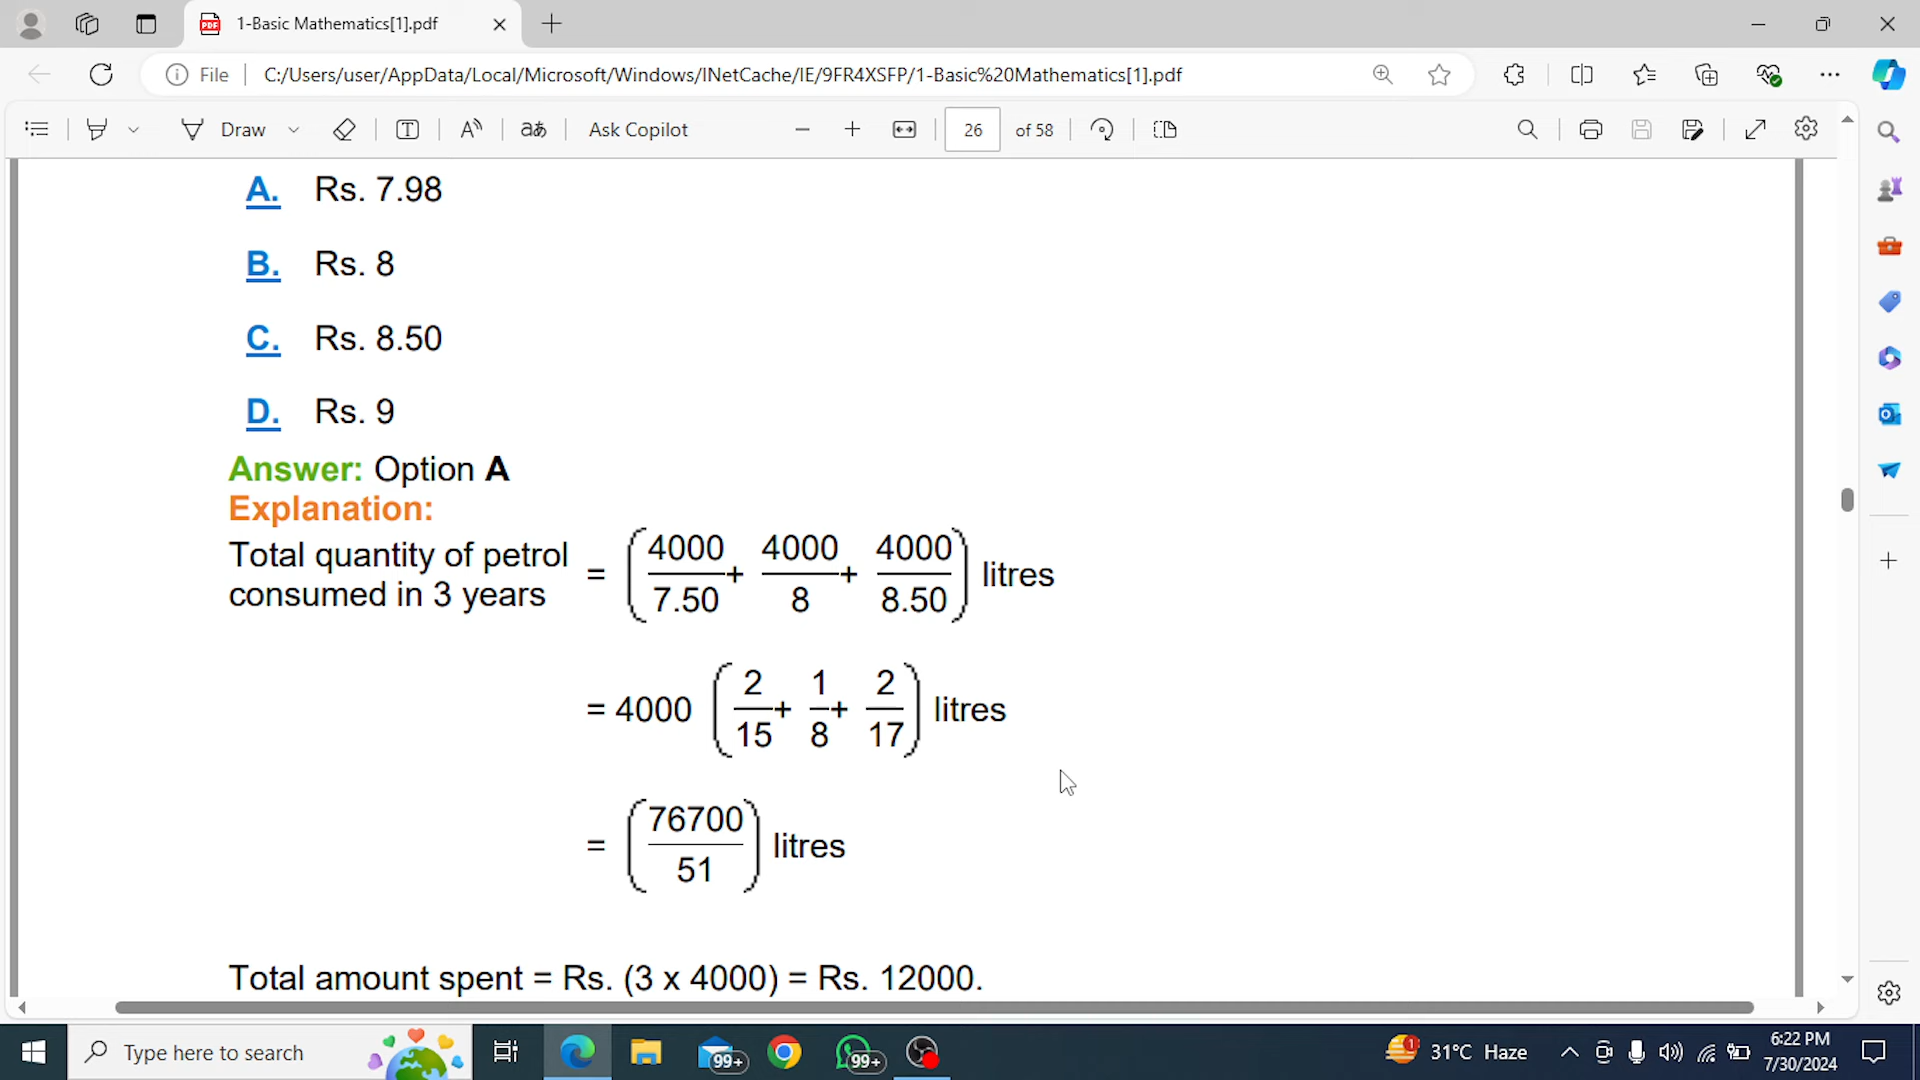 1-Basic Mathematics[1].pdf
File
C:/Users/user/AppData/Local/Microsoft/Windows/INetCache/IE/9FR4XSFP/1-Basic%20Mathematics[1].pdf
Draw
Ask Copilot
26 of 58
A. Rs. 7.98
B. Rs. 8
C. Rs. 8.50
D. Rs. 9
Answer: Option A
Explanation:
Total quantity of petrol consumed in 3 years = (4000/7.50 + 4000/8 + 4000/8.50) litres
= 4000 (2/15 + 1/8 + 2/17) litres
= (76700/51) litres
Total amount spent = Rs. (3 x 4000) = Rs. 12000.
Type here to search
99+
99+
1
31°C Haze
6:22 PM
7/30/2024